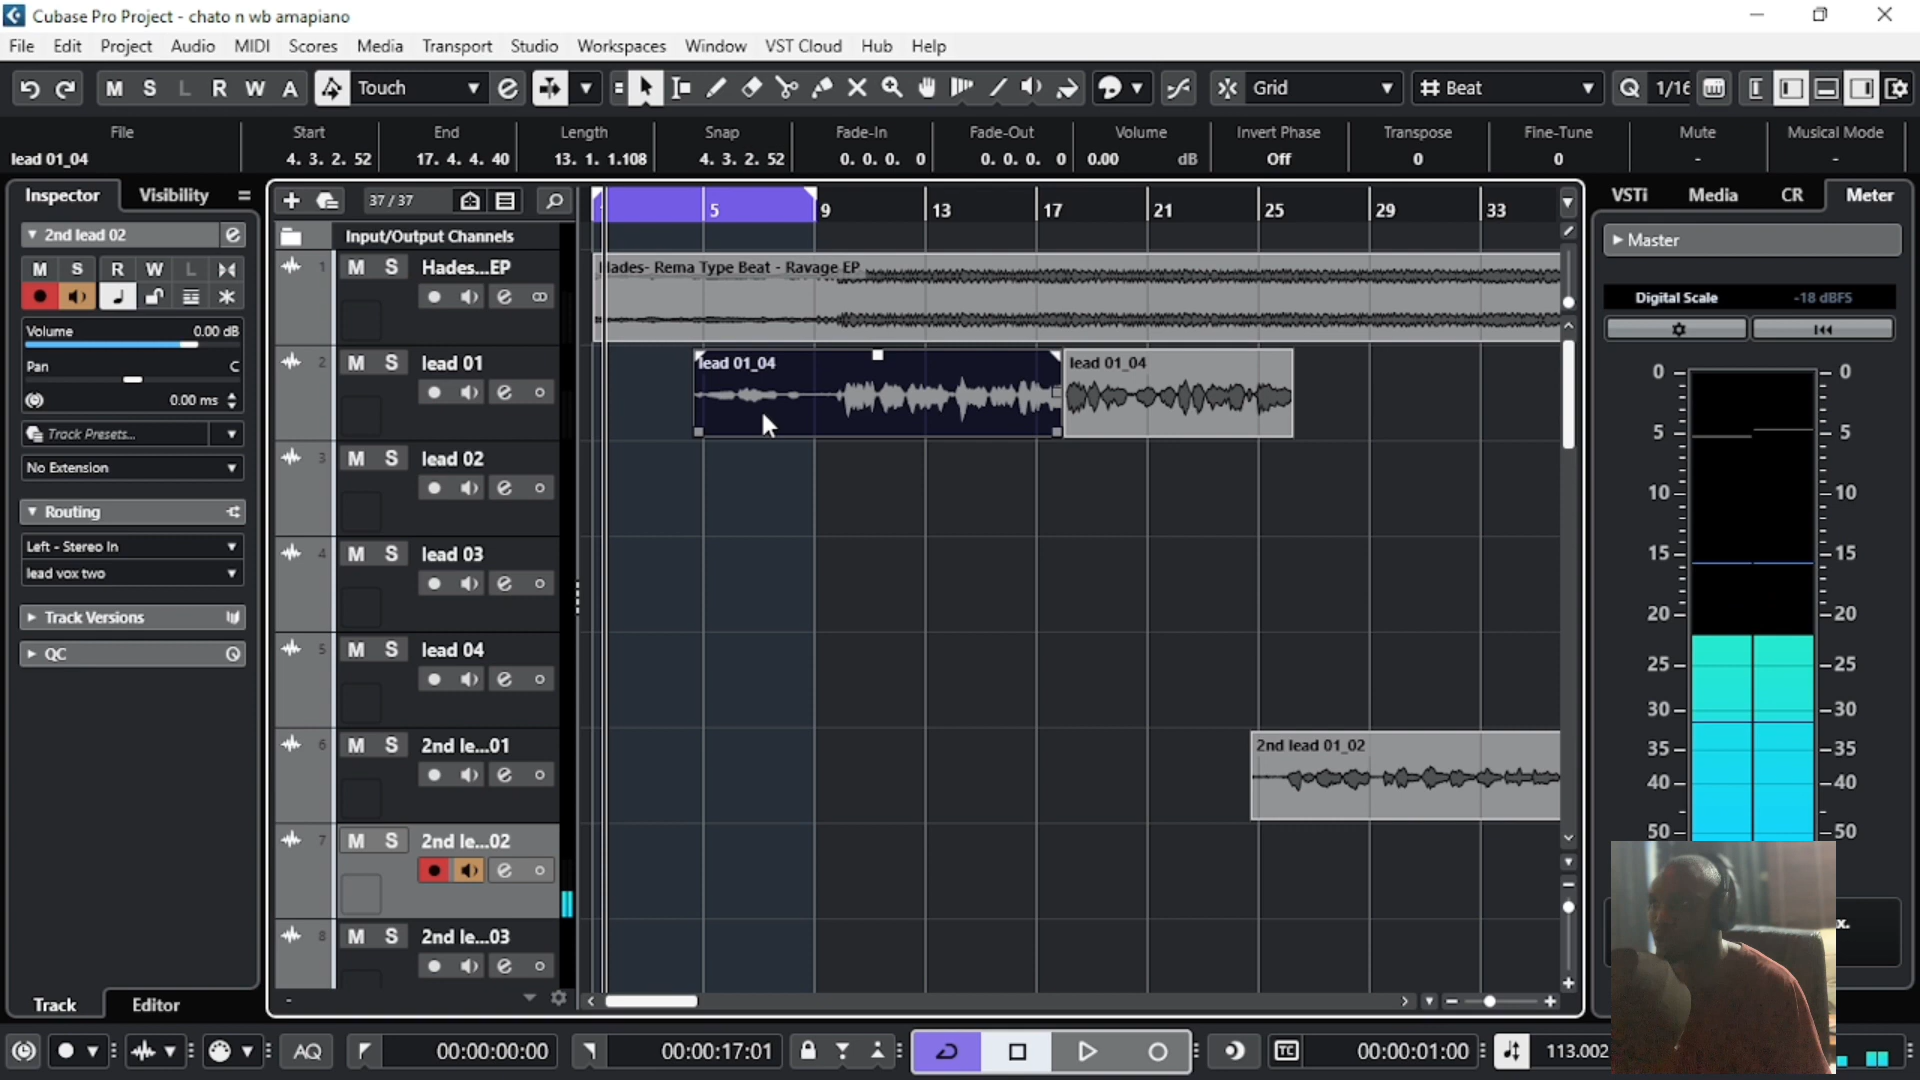 Cubase Pro Project - chato n wb amapiano
File Edit Project Audio MIDI Scores Media Transport Studio Workspaces Window VST Cloud Hub Help
M S L R W A Touch Grid Beat Q 1/16
File Start End Length Snap Fade-In Fade-Out Volume Invert Phase Transpose Fine-Tune Mute Musical Mode
lead 01_04 4. 3. 2. 52 17. 4. 4. 40 13. 1. 1.108 4. 3. 2. 52 0. 0. 0. 0 0. 0. 0. 0 0.00 dB Off 0 0 - -
Inspector Visibility
2nd lead 02
M S R W L
Volume 0.00 dB
Pan C
0.00 ms
Track Presets...
No Extension
Routing
Left - Stereo In
lead vox two
Track Versions
QC
Track Editor
37 / 37
Input/Output Channels
1 M S Hades...EP
2 M S lead 01
3 M S lead 02
4 M S lead 03
5 M S lead 04
6 M S 2nd le...01
7 M S 2nd le...02
8 M S 2nd le...03
5 9 13 17 21 25 29 33
Hades- Rema Type Beat - Ravage EP
lead 01_04 lead 01_04
2nd lead 01_02
VSTi Media CR Meter
Master
Digital Scale -18 dBFS
0 0
5 5
10 10
15 15
20 20
25 25
30 30
35 35
40 40
50 50
x.
AQ 00:00:00:00 00:00:17:01 TC 00:00:01:00 113.002